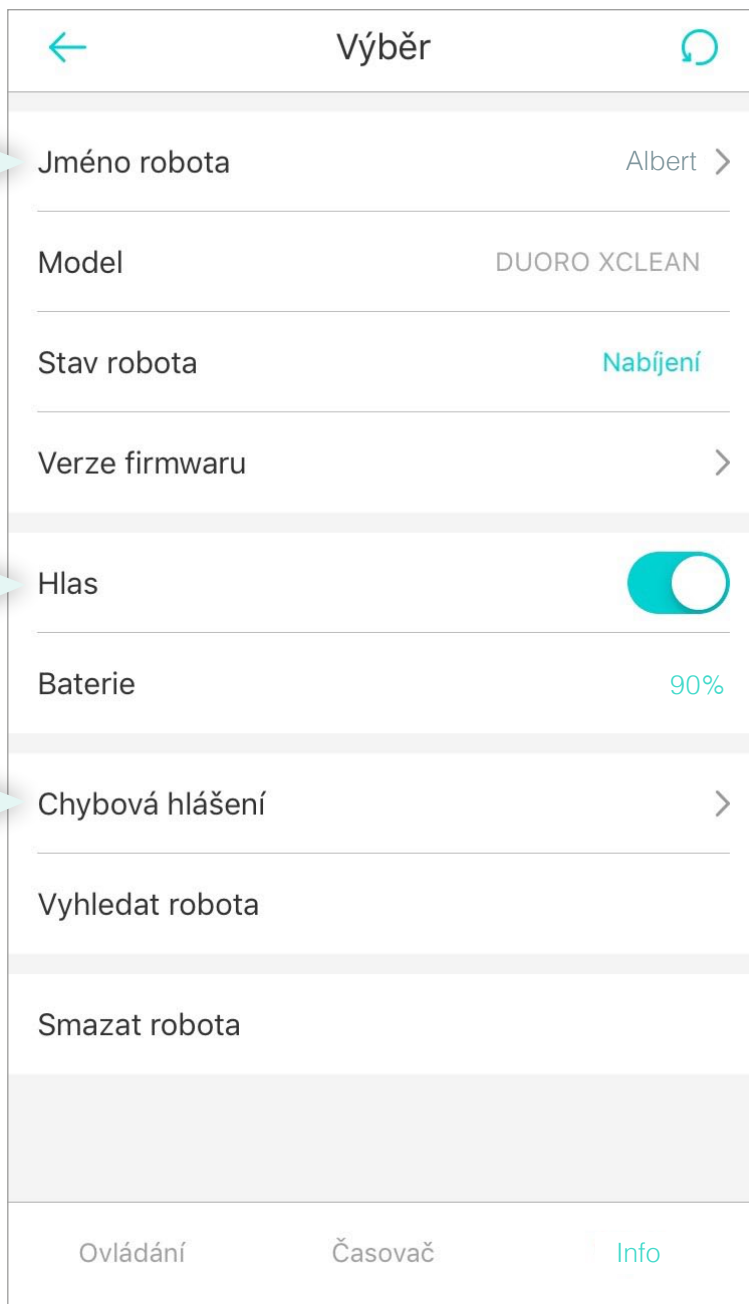 Výběr
Jméno robota Albert
Model DUORO XCLEAN
Stav robota Nabíjení
Verze firmwaru
Hlas
Baterie 90%
Chybová hlášení
Vyhledat robota
Smazat robota
Ovládání Časovač Info